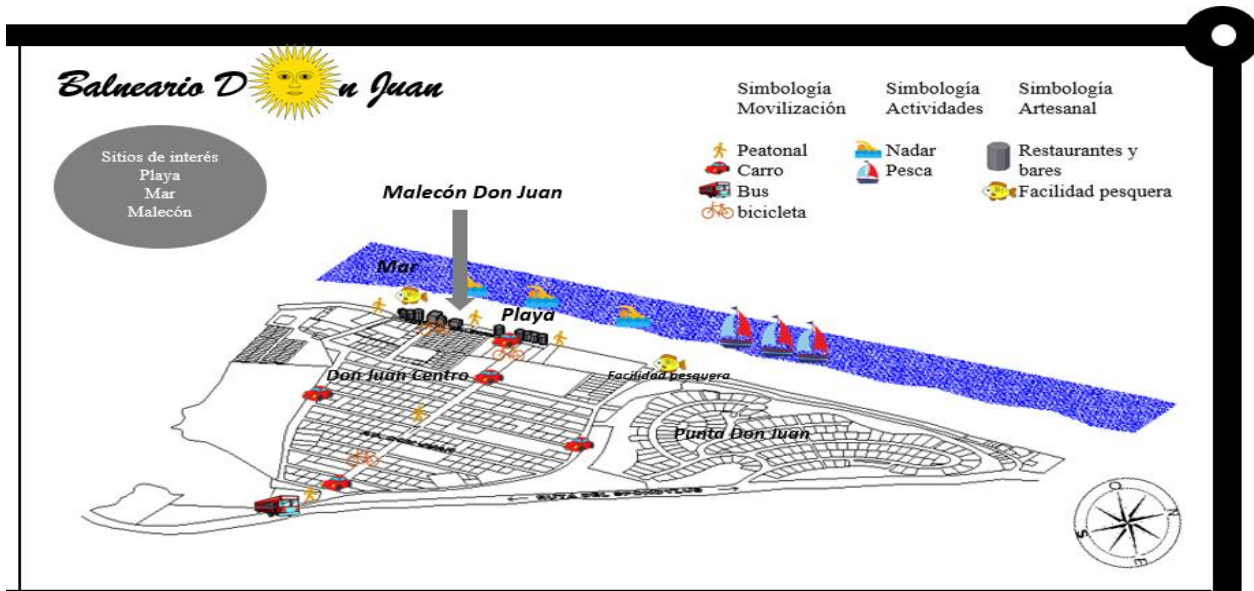 Balneario D n Juan
Sitios de interés
Playa
Mar
Malecón
Simbología
Movilización
Peatonal
Carro
Bus
bicicleta
Simbología
Actividades
Nadar
Pesca
Simbología
Artesanal
Restaurantes y
bares
Facilidad pesquera
Malecón Don Juan
Mar
Playa
Don Juan Centro
Facilidad pesquera
Punta Don Juan
RUTA DEL SPONDYLUS
O
N
S
E